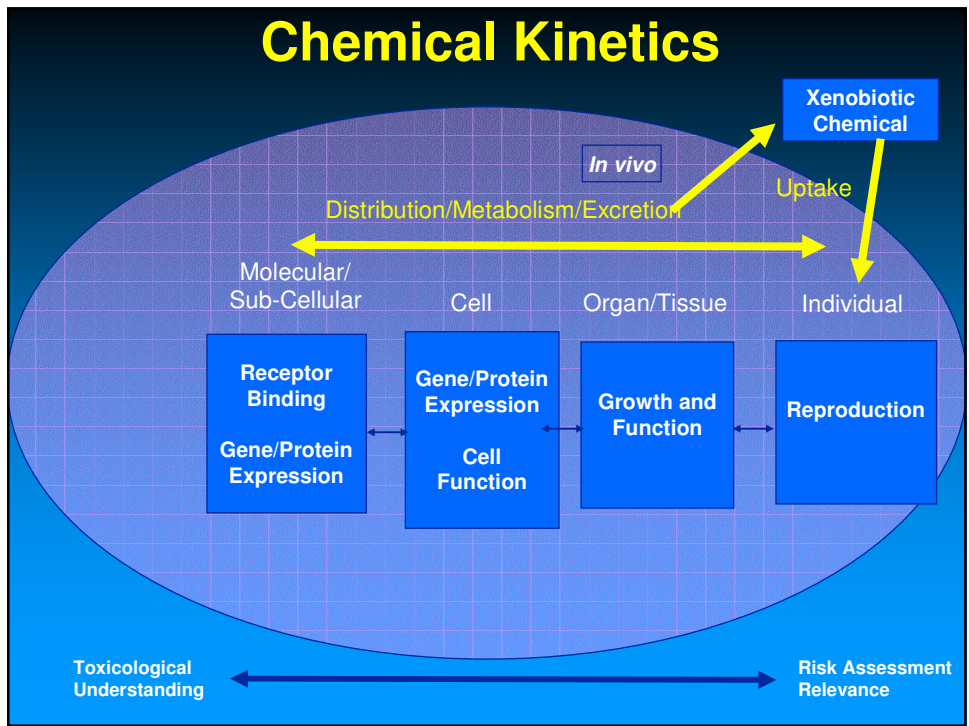 Chemical Kinetics
Xenobiotic
Chemical
In vivo
Uptake
Distribution/Metabolism/Excretion
Molecular/
Sub-Cellular
Cell
Organ/Tissue
Individual
Receptor
Binding
Gene/Protein
Expression
Gene/Protein
Expression
Cell
Function
Growth and
Function
Reproduction
Toxicological
Understanding
Risk Assessment
Relevance